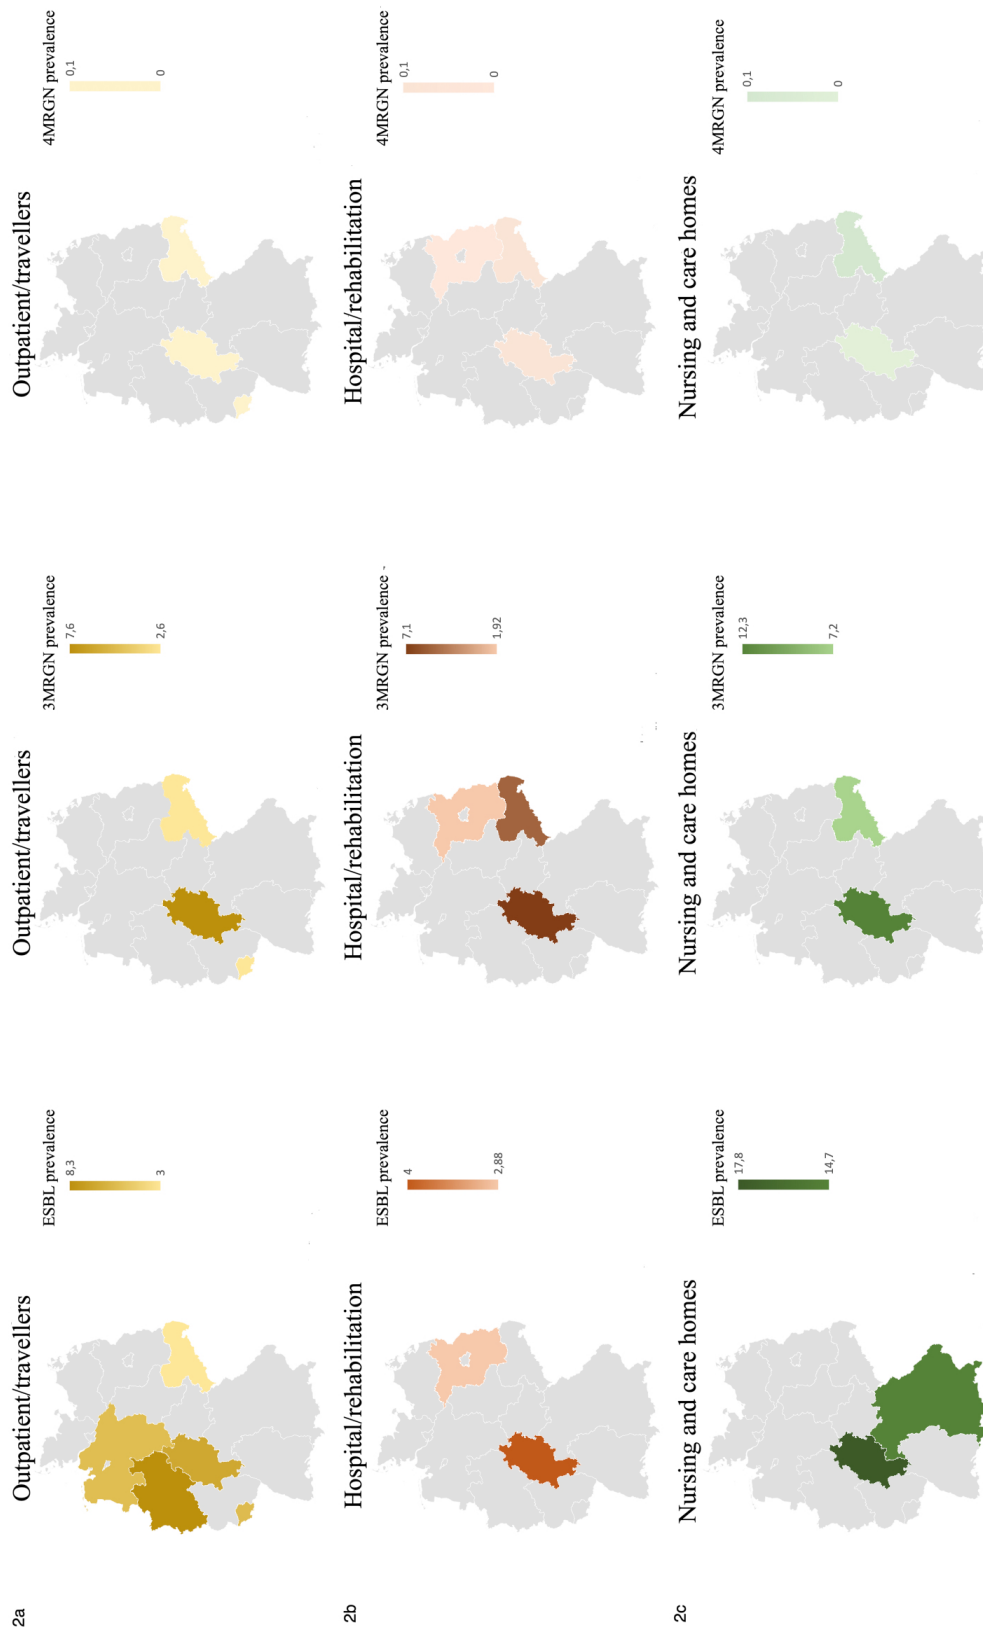 2a
Outpatient/travellers
ESBL prevalence
8,3
3
Outpatient/travellers
3MRGN prevalence
7,6
2,6
Outpatient/travellers
4MRGN prevalence
0,1
0
2b
Hospital/rehabilitation
ESBL prevalence
4
2,88
Hospital/rehabilitation
3MRGN prevalence
7,1
1,92
Hospital/rehabilitation
4MRGN prevalence
0,1
0
2c
Nursing and care homes
ESBL prevalence
17,8
14,7
Nursing and care homes
3MRGN prevalence
12,3
7,2
Nursing and care homes
4MRGN prevalence
0,1
0